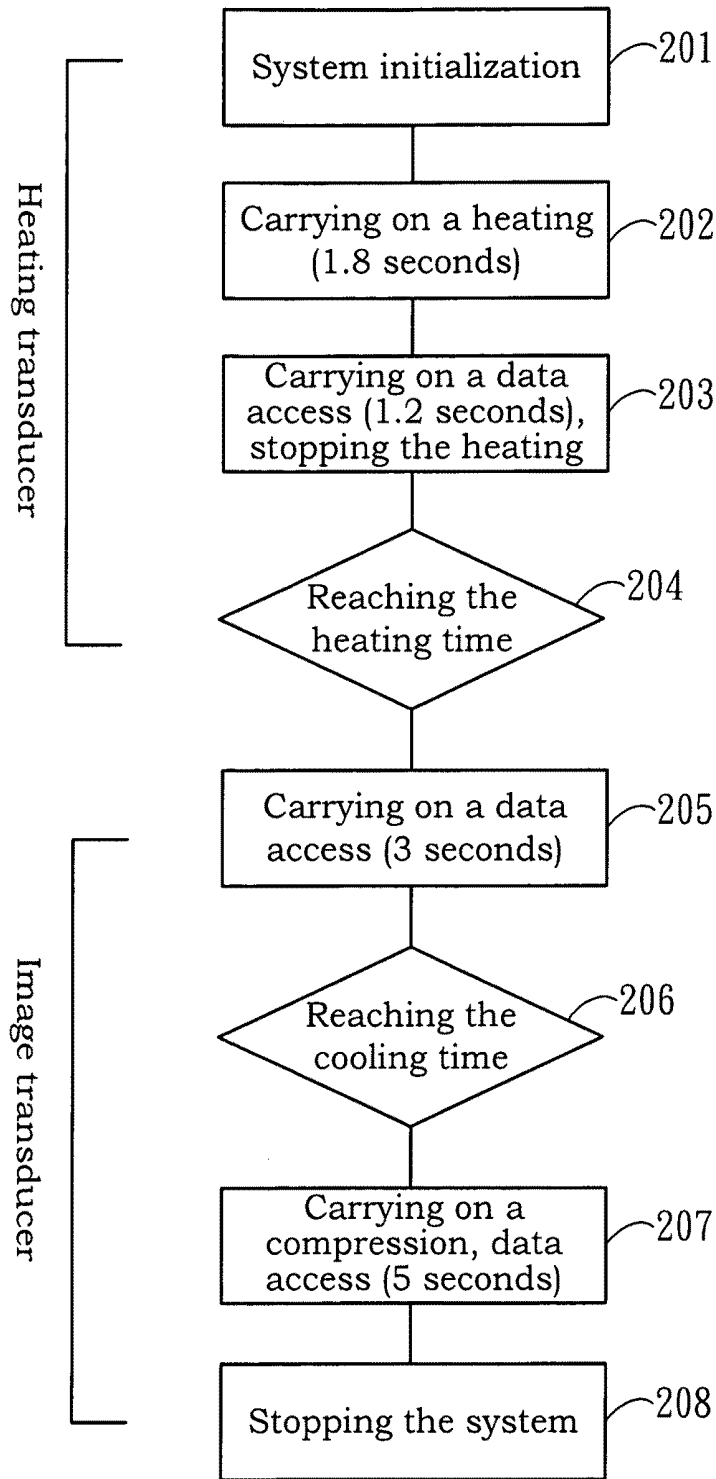 System initialization
201
Carrying on a heating
(1.8 seconds)
202
Carrying on a data
access (1.2 seconds),
stopping the heating
203
Reaching the
heating time
204
Heating transducer
Carrying on a data
access (3 seconds)
205
Reaching the
cooling time
206
Carrying on a
compression, data
access (5 seconds)
207
Stopping the system
208
Image transducer